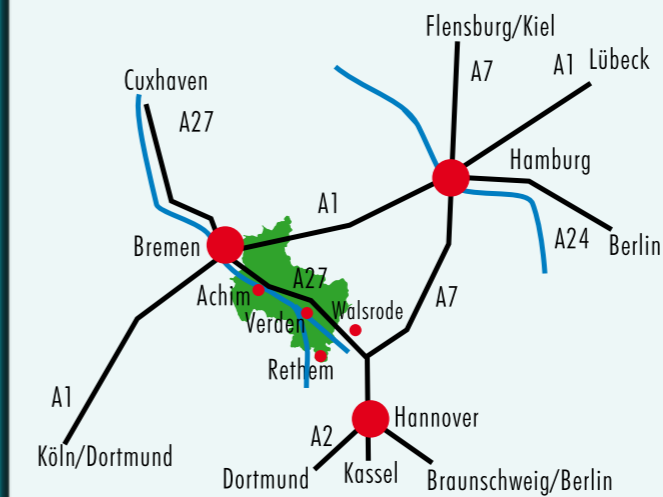 Flensburg/Kiel
A7
A1
Lübeck
Cuxhaven
A27
Hamburg
A1
Bremen
A24
Berlin
A27
Achim
A7
Verden
Walsrode
Rethem
A1
Hannover
A2
Köln/Dortmund
Dortmund
Kassel
Braunschweig/Berlin